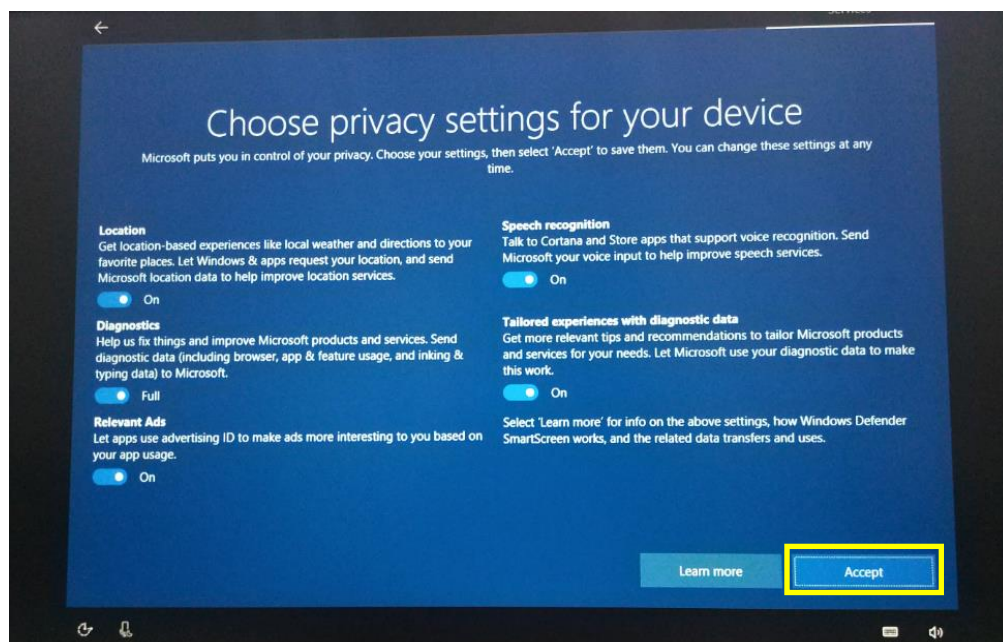 Choose privacy settings for your device
Microsoft puts you in control of your privacy. Choose your settings, then select 'Accept' to save them. You can change these settings at any
time.
Location
Get location-based experiences like local weather and directions to your
favorite places. Let Windows & apps request your location, and send
Microsoft location data to help improve location services.
On
Diagnostics
Help us fix things and improve Microsoft products and services. Send
diagnostic data (including browser, app & feature usage, and inking &
typing data) to Microsoft.
Full
Relevant Ads
Let apps use advertising ID to make ads more interesting to you based on
your app usage.
On
Speech recognition
Talk to Cortana and Store apps that support voice recognition. Send
Microsoft your voice input to help improve speech services.
On
Tailored experiences with diagnostic data
Get more relevant tips and recommendations to tailor Microsoft products
and services for your needs. Let Microsoft use your diagnostic data to make
this work.
On
Select 'Learn more' for info on the above settings, how Windows Defender
SmartScreen works, and the related data transfers and uses.
Learn more
Accept